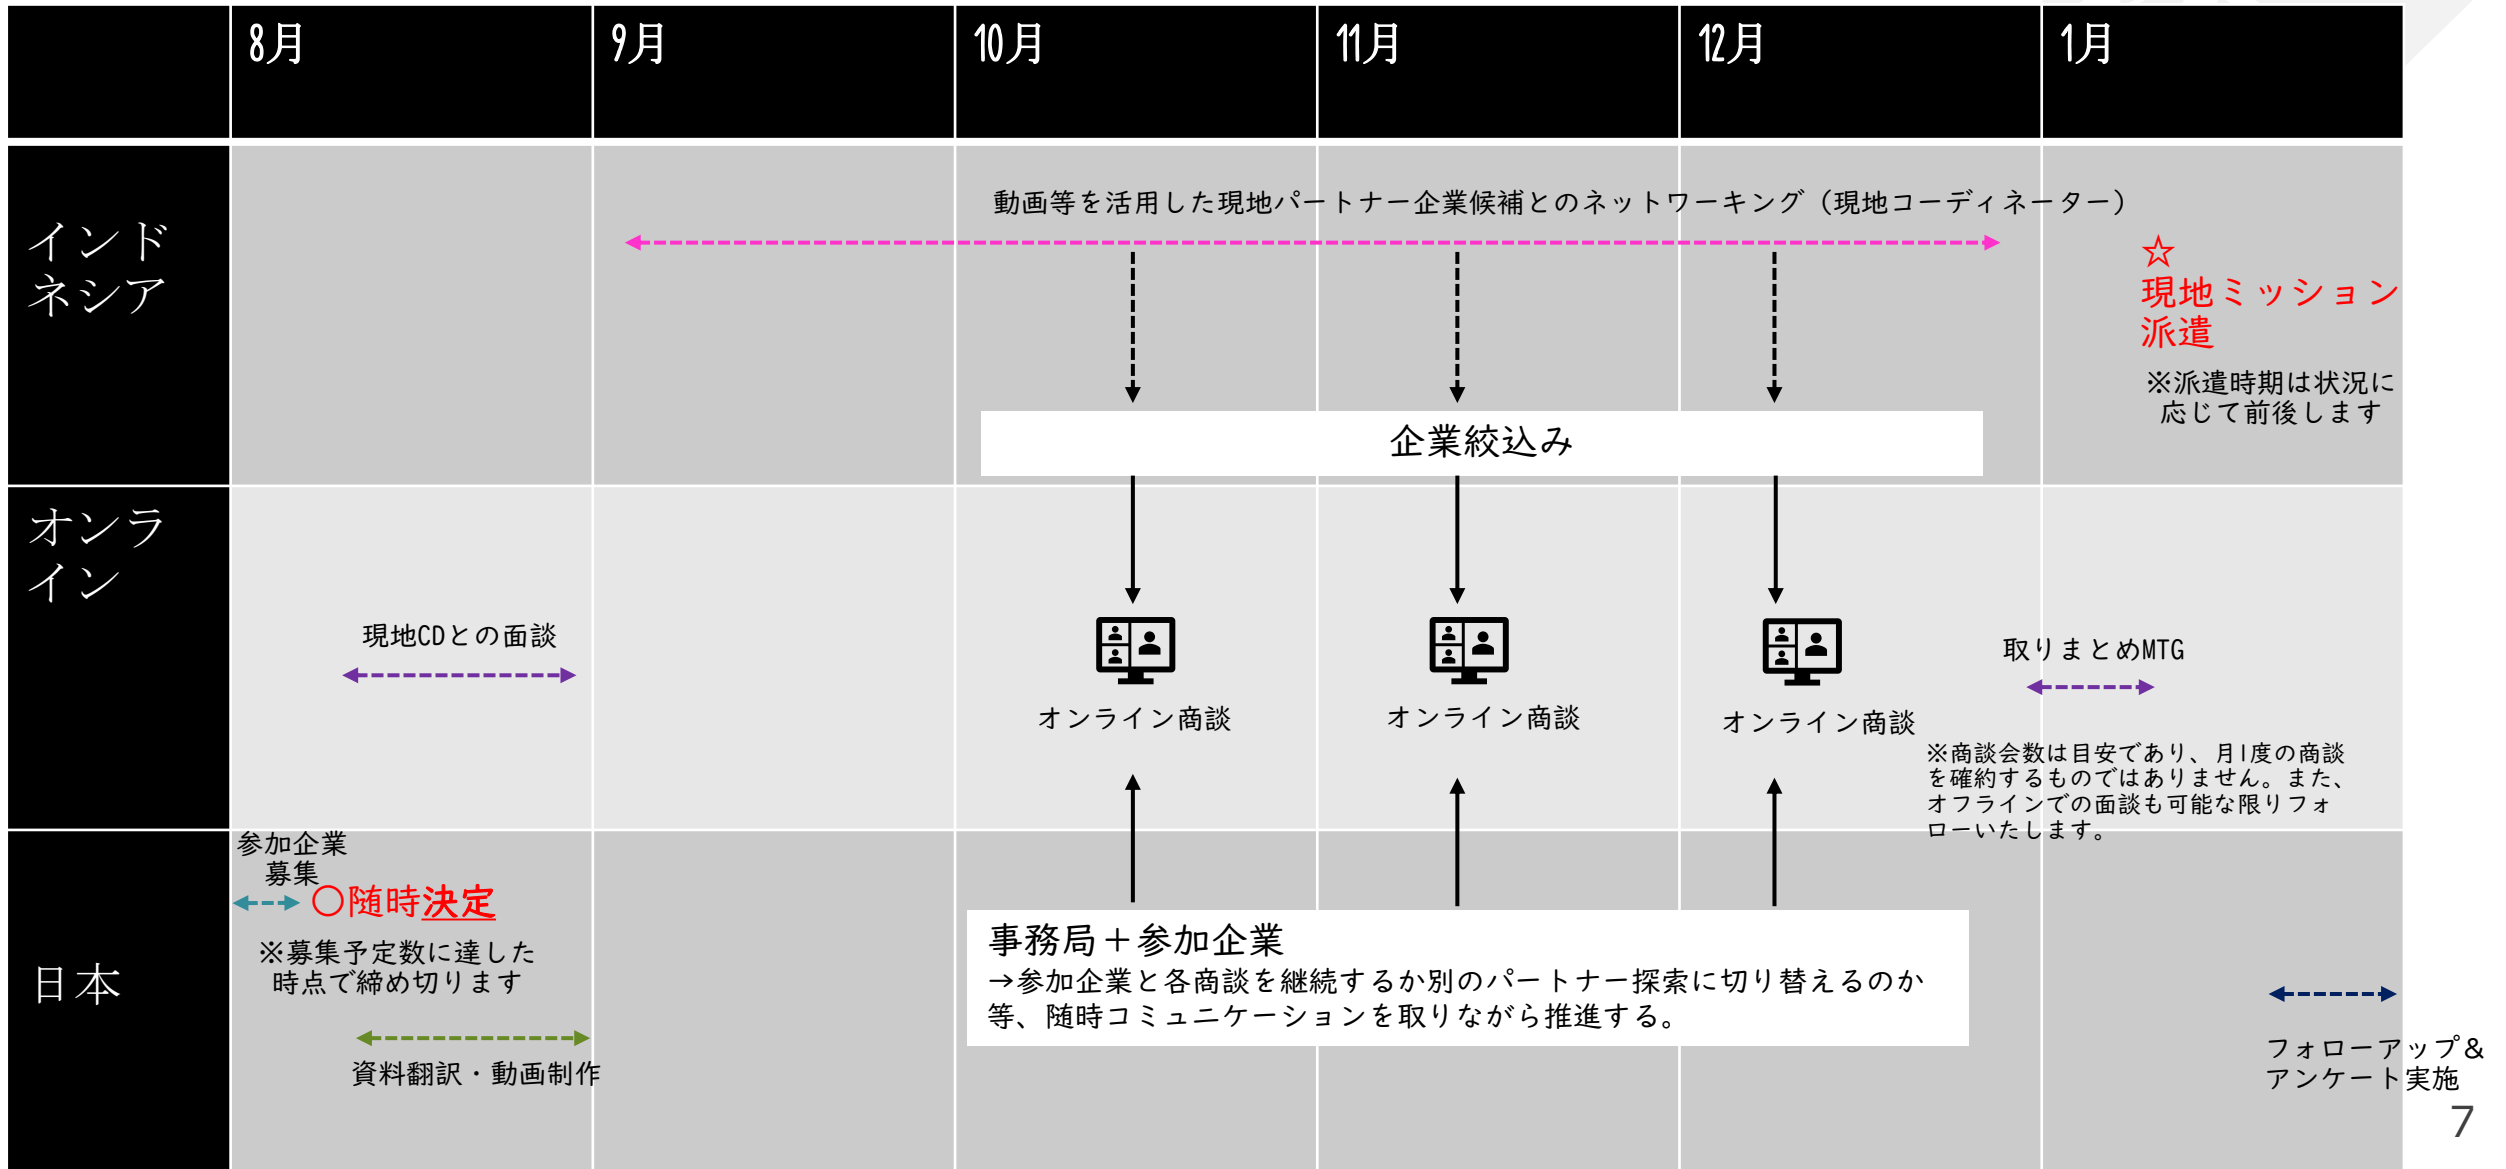 8月
9月
10月
11月
12月
1月
インド
ネシア
動画等を活用した現地パートナー企業候補とのネットワーキング（現地コーディネーター）
☆
現地ミッション
派遣
※派遣時期は状況に
応じて前後します
企業絞込み
オンラ
イン
現地CDとの面談
オンライン商談
オンライン商談
オンライン商談
取りまとめMTG
※商談会数は目安であり、月1度の商談
を確約するものではありません。また、
オフラインでの面談も可能な限りフォ
ローいたします。
日本
参加企業
募集
〇随時決定
※募集予定数に達した
時点で締め切ります
資料翻訳・動画制作
事務局＋参加企業
→参加企業と各商談を継続するか別のパートナー探索に切り替えるのか
等、随時コミュニケーションを取りながら推進する。
フォローアップ＆
アンケート実施
7